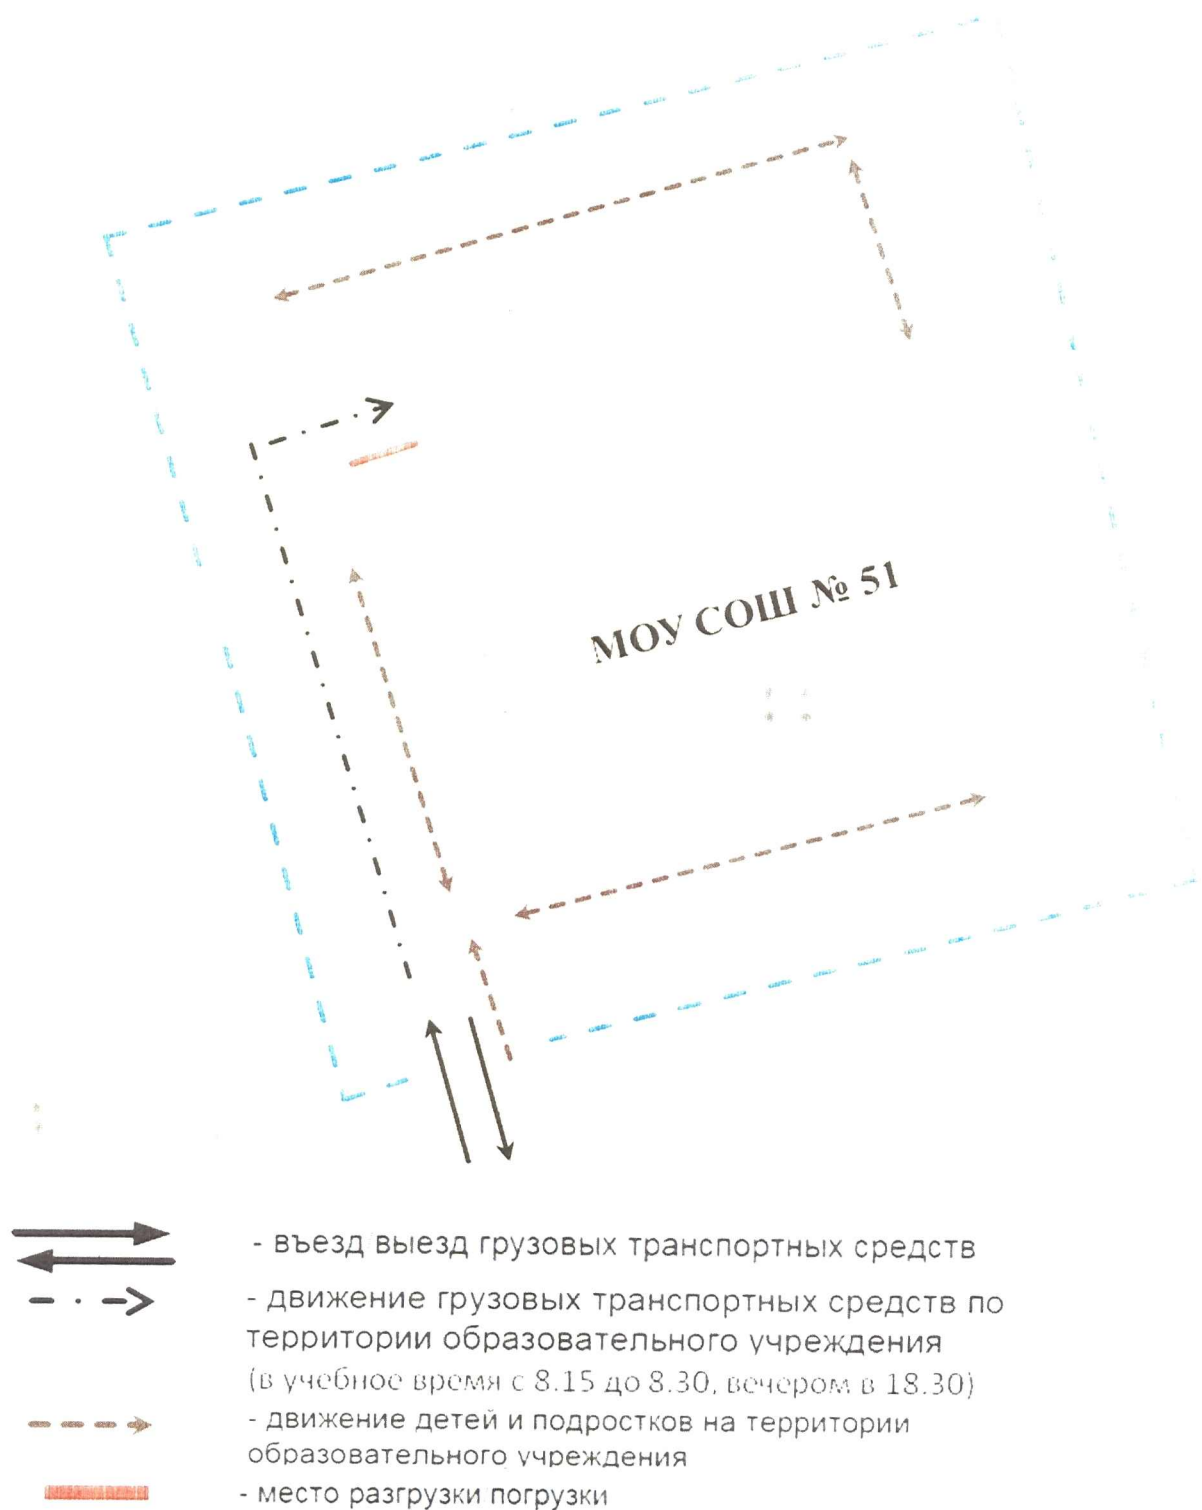 МОУ СОШ № 51
- въезд выезд грузовых транспортных средств
- движение грузовых транспортных средств по
территории образовательного учреждения
(в учебное время с 8.15 до 8.30, вечером в 18.30)
- движение детей и подростков на территории
образовательного учреждения
- место разгрузки погрузки